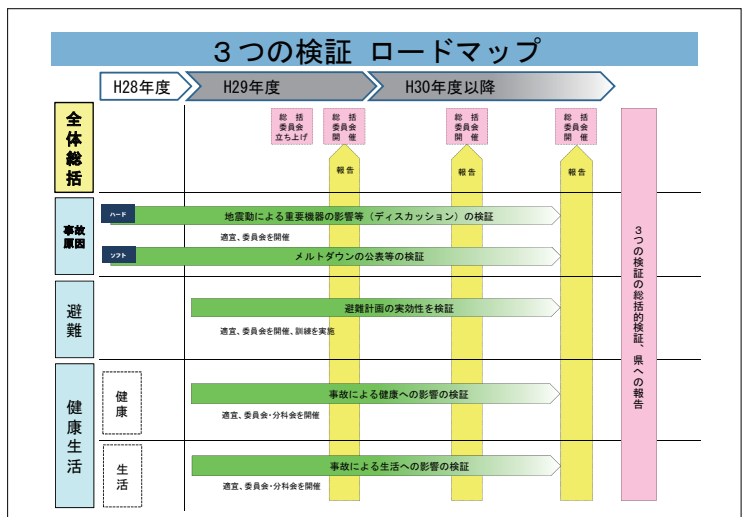 ３つの検証 ロードマップ
H28年度
H29年度
H30年度以降
全体総括
総 括
委員会
立ち上げ
総 括
委員会
開 催
総 括
委員会
開 催
総 括
委員会
開 催
報告
報告
報告
事故
原因
ハード
地震動による重要機器の影響等（ディスカッション）の検証
適宜、委員会を開催
ソフト
メルトダウンの公表等の検証
避難
避難計画の実効性を検証
適宜、委員会を開催、訓練を実施
健康生活
健康
事故による健康への影響の検証
適宜、委員会・分科会を開催
生活
事故による生活への影響の検証
適宜、委員会・分科会を開催
３つの検証の総括的検証、県への報告